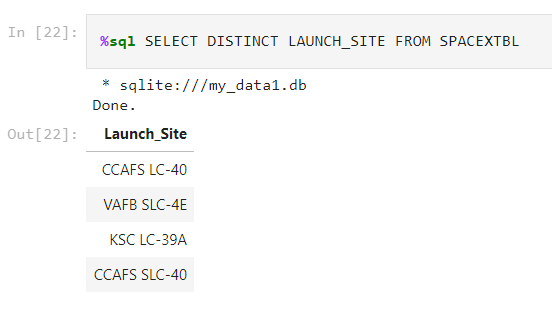 In [22]: %sql SELECT DISTINCT LAUNCH_SITE FROM SPACEXTBL
* sqlite:///my_data1.db
Done.
Out[22]: Launch_Site
CCAFS LC-40
VAFB SLC-4E
KSC LC-39A
CCAFS SLC-40